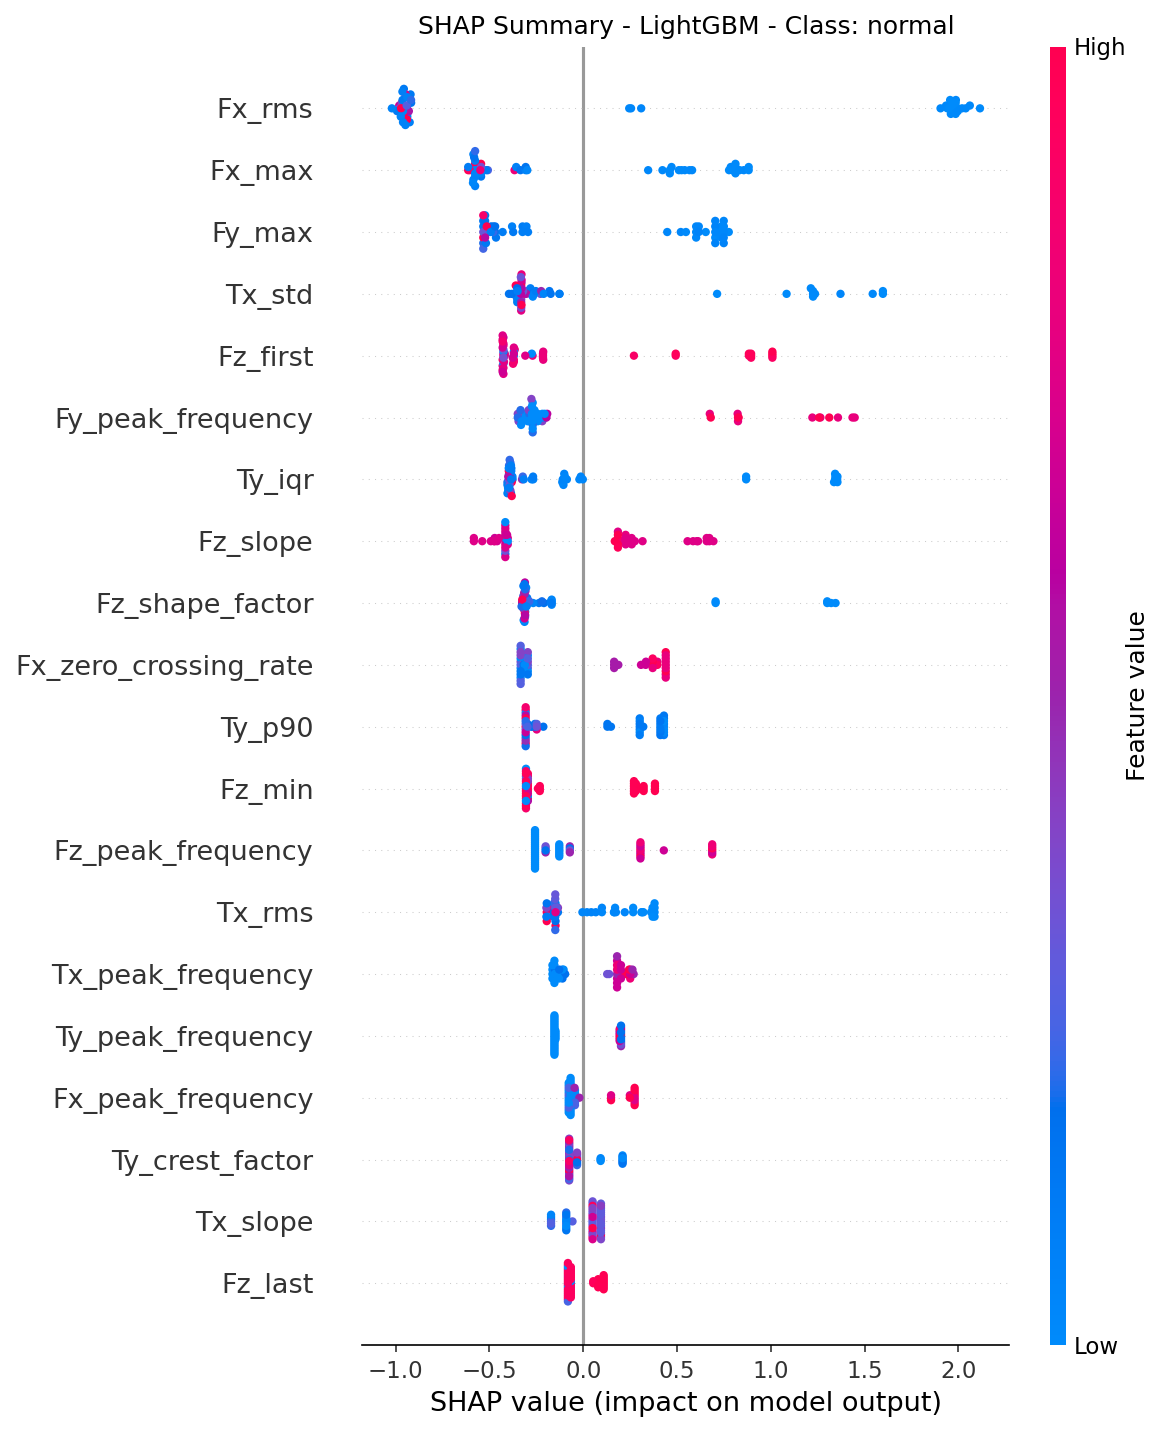 SHAP Summary - LightGBM - Class: normal
High
Fx_rms
Fx_max
Fy_max
Tx_std
Fz_first
Fy_peak_frequency
Ty_iqr
Fz_slope
Fz_shape_factor
Fx_zero_crossing_rate
Ty_p90
Fz_min
Fz_peak_frequency
Tx_rms
Tx_peak_frequency
Ty_peak_frequency
Fx_peak_frequency
Ty_crest_factor
Tx_slope
Fz_last
Feature value
Low
−1.0 −0.5 0.0 0.5 1.0 1.5 2.0
SHAP value (impact on model output)